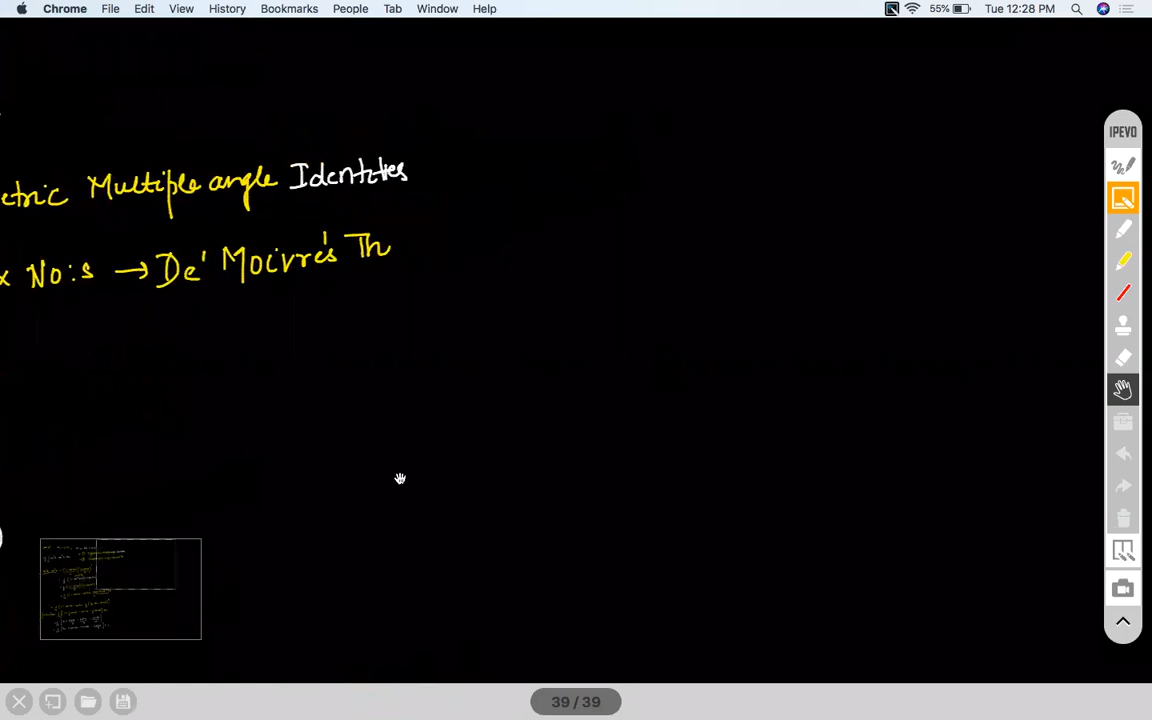 Chrome File Edit View History Bookmarks People Tab Window Help 55% Tue 12:28 PM
IPEVO
etric Multiple angle Identities
x No:s → De' Mocvre's Th
39 / 39